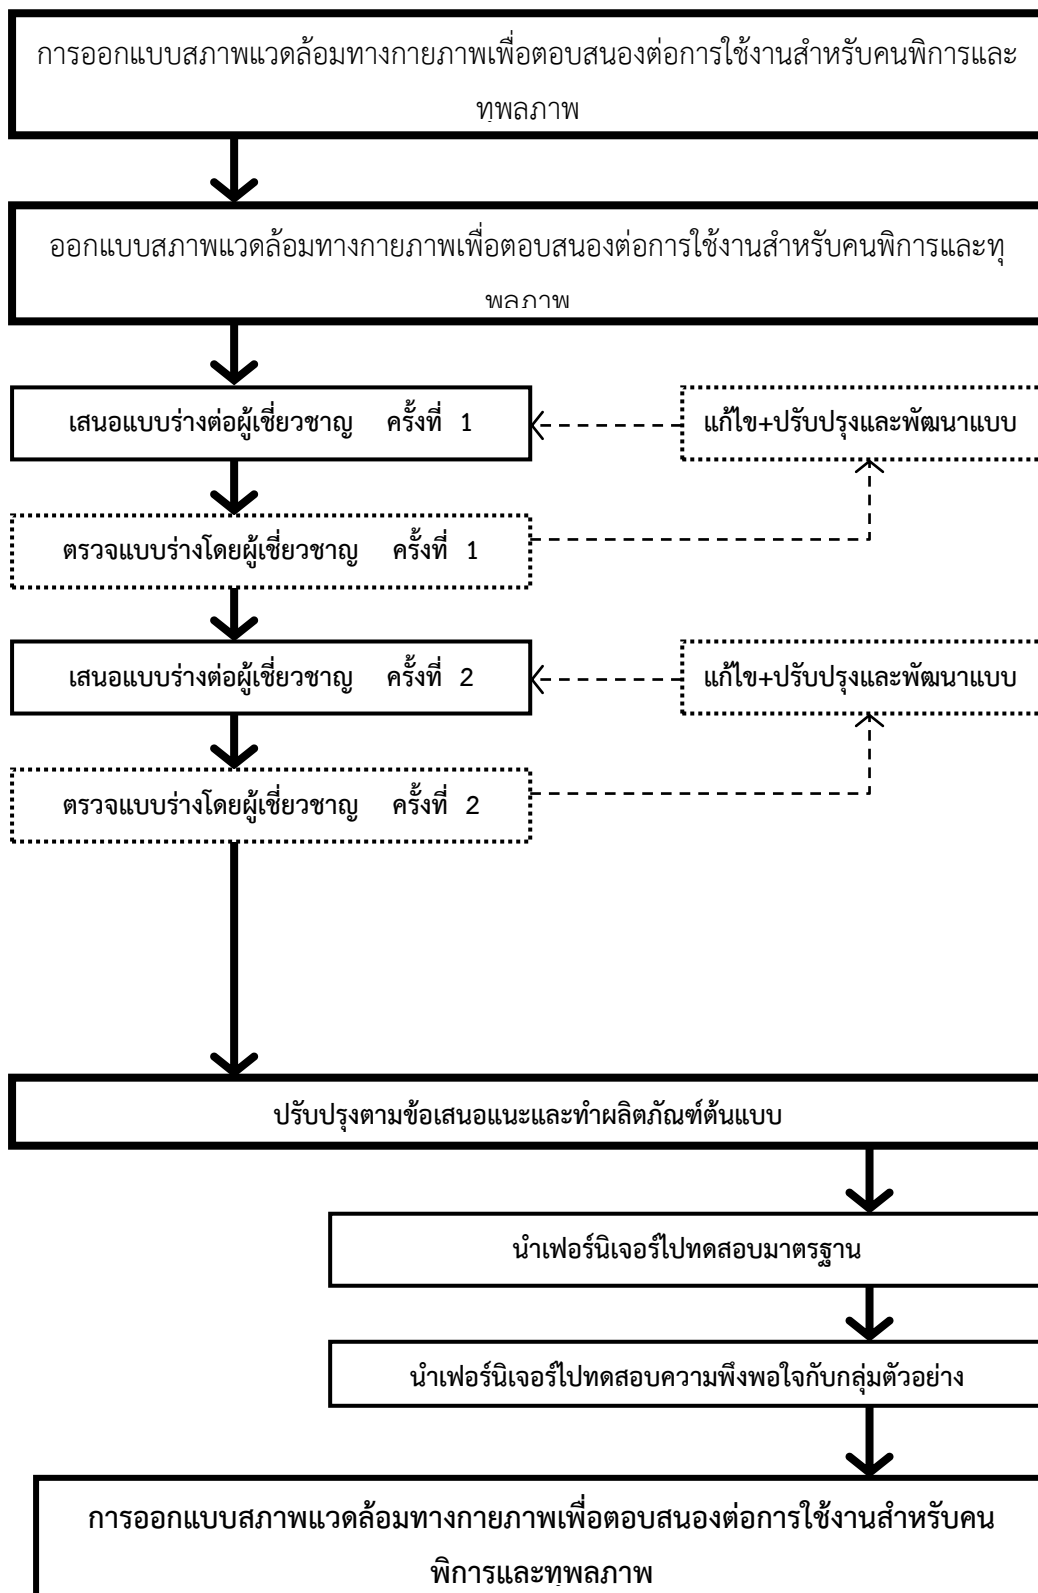 การออกแบบสภาพแวดล้อมทางกายภาพเพื่อตอบสนองต่อการใช้งานสำหรับคนพิการและ
ทุพลภาพ
ออกแบบสภาพแวดล้อมทางกายภาพเพื่อตอบสนองต่อการใช้งานสำหรับคนพิการและทุ
พลภาพ
เสนอแบบร่างต่อผู้เชี่ยวชาญ ครั้งที่ 1
แก้ไข+ปรับปรุงและพัฒนาแบบ
ตรวจแบบร่างโดยผู้เชี่ยวชาญ ครั้งที่ 1
เสนอแบบร่างต่อผู้เชี่ยวชาญ ครั้งที่ 2
แก้ไข+ปรับปรุงและพัฒนาแบบ
ตรวจแบบร่างโดยผู้เชี่ยวชาญ ครั้งที่ 2
ปรับปรุงตามข้อเสนอแนะและทำผลิตภัณฑ์ต้นแบบ
นำเฟอร์นิเจอร์ไปทดสอบมาตรฐาน
นำเฟอร์นิเจอร์ไปทดสอบความพึงพอใจกับกลุ่มตัวอย่าง
การออกแบบสภาพแวดล้อมทางกายภาพเพื่อตอบสนองต่อการใช้งานสำหรับคน
พิการและทุพลภาพ